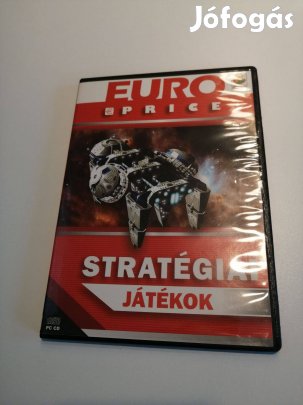 Jófogás
EURO
PRICE
STRATÉGIAI
JÁTÉKOK
PC CD